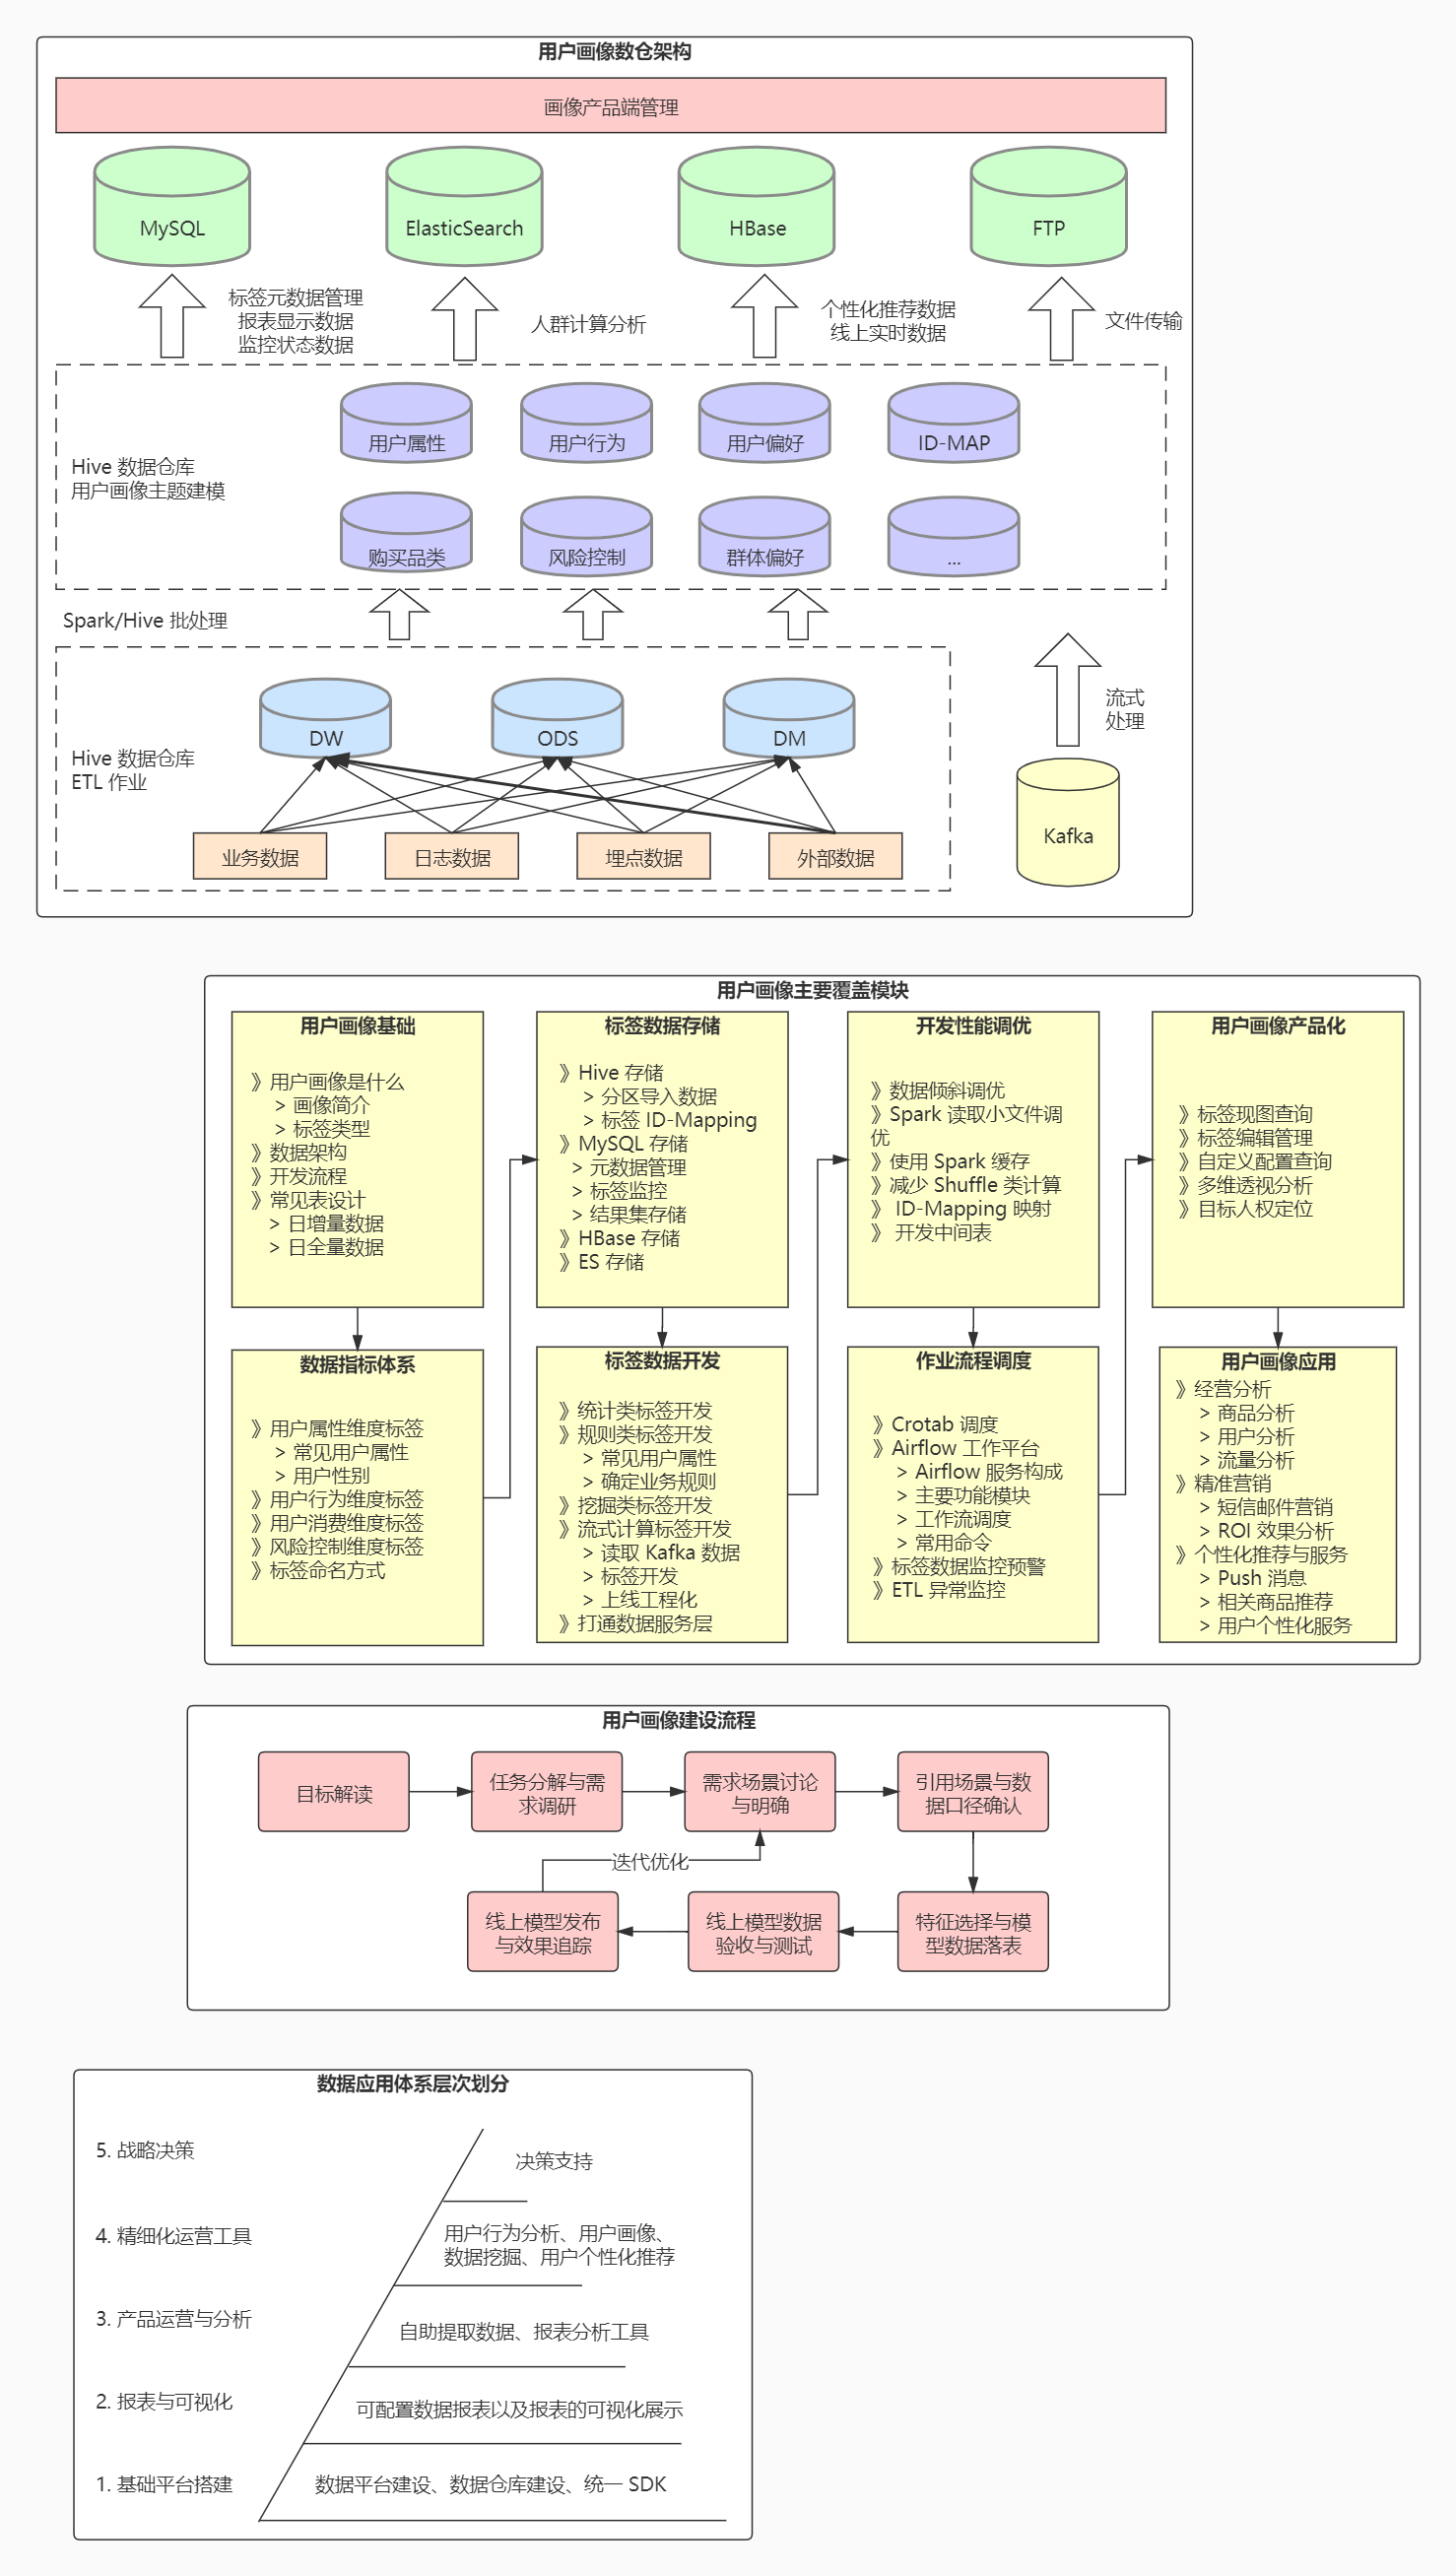 用户画像数仓架构
画像产品端管理
MySQL
ElasticSearch
HBase
FTP
标签元数据管理
报表显示数据
监控状态数据
人群计算分析
个性化推荐数据
线上实时数据
文件传输
Hive 数据仓库
用户画像主题建模
用户属性
用户行为
用户偏好
ID-MAP
购买品类
风险控制
群体偏好
...
Spark/Hive 批处理
流式
处理
Hive 数据仓库
ETL 作业
DW
ODS
DM
Kafka
业务数据
日志数据
埋点数据
外部数据
用户画像主要覆盖模块
用户画像基础
》用户画像是什么
> 画像简介
> 标签类型
》数据架构
》开发流程
》常见表设计
> 日增量数据
> 日全量数据
数据指标体系
》用户属性维度标签
> 常见用户属性
> 用户性别
》用户行为维度标签
》用户消费维度标签
》风险控制维度标签
》标签命名方式
标签数据存储
》Hive 存储
> 分区导入数据
> 标签 ID-Mapping
》MySQL 存储
> 元数据管理
> 标签监控
> 结果集存储
》HBase 存储
》ES 存储
标签数据开发
》统计类标签开发
》规则类标签开发
> 常见用户属性
> 确定业务规则
》挖掘类标签开发
》流式计算标签开发
> 读取 Kafka 数据
> 标签开发
> 上线工程化
》打通数据服务层
开发性能调优
》数据倾斜调优
》Spark 读取小文件调
优
》使用 Spark 缓存
》减少 Shuffle 类计算
》 ID-Mapping 映射
》 开发中间表
作业流程调度
》Crotab 调度
》Airflow 工作平台
> Airflow 服务构成
> 主要功能模块
> 工作流调度
> 常用命令
》标签数据监控预警
》ETL 异常监控
用户画像产品化
》标签现图查询
》标签编辑管理
》自定义配置查询
》多维透视分析
》目标人权定位
用户画像应用
》经营分析
> 商品分析
> 用户分析
> 流量分析
》精准营销
> 短信邮件营销
> ROI 效果分析
》个性化推荐与服务
> Push 消息
> 相关商品推荐
> 用户个性化服务
用户画像建设流程
目标解读
任务分解与需
求调研
需求场景讨论
与明确
引用场景与数
据口径确认
迭代优化
线上模型发布
与效果追踪
线上模型数据
验收与测试
特征选择与模
型数据落表
数据应用体系层次划分
5. 战略决策
决策支持
4. 精细化运营工具
用户行为分析、用户画像、
数据挖掘、用户个性化推荐
3. 产品运营与分析
自助提取数据、报表分析工具
2. 报表与可视化
可配置数据报表以及报表的可视化展示
1. 基础平台搭建
数据平台建设、数据仓库建设、统一 SDK